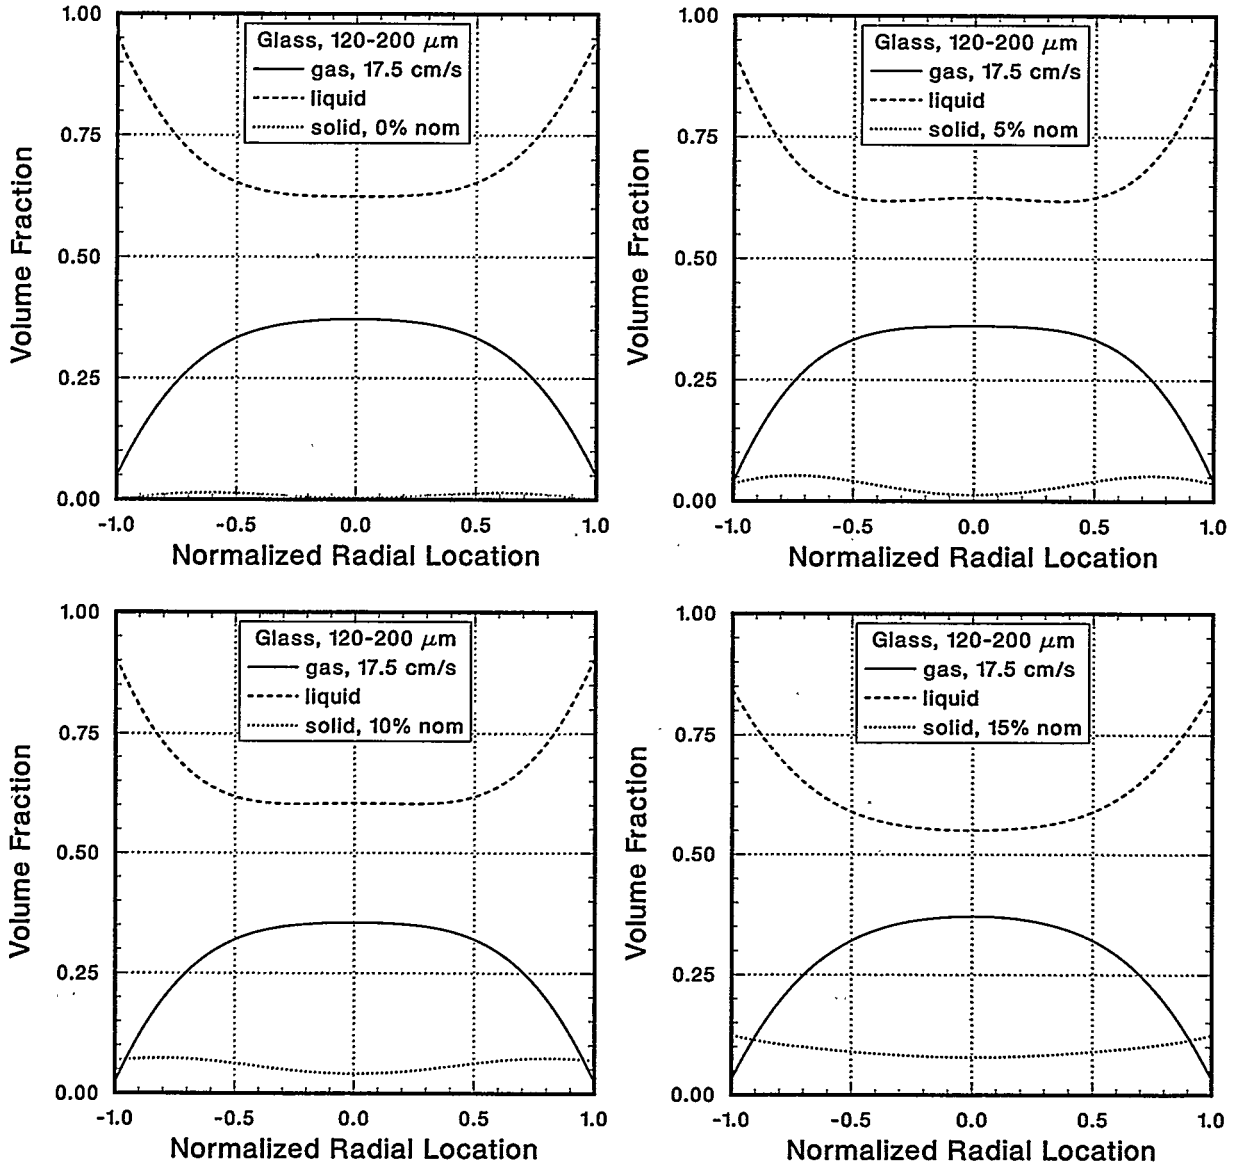 1.00
0.75
0.50
0.25
0.00
Volume Fraction
Glass, 120-200 μm
gas, 17.5 cm/s
liquid
solid, 0% nom
-1.0 -0.5 0.0 0.5 1.0
Normalized Radial Location
1.00
0.75
0.50
0.25
0.00
Volume Fraction
Glass, 120-200 μm
gas, 17.5 cm/s
liquid
solid, 5% nom
-1.0 -0.5 0.0 0.5 1.0
Normalized Radial Location
1.00
0.75
0.50
0.25
0.00
Volume Fraction
Glass, 120-200 μm
gas, 17.5 cm/s
liquid
solid, 10% nom
-1.0 -0.5 0.0 0.5 1.0
Normalized Radial Location
1.00
0.75
0.50
0.25
0.00
Volume Fraction
Glass, 120-200 μm
gas, 17.5 cm/s
liquid
solid, 15% nom
-1.0 -0.5 0.0 0.5 1.0
Normalized Radial Location